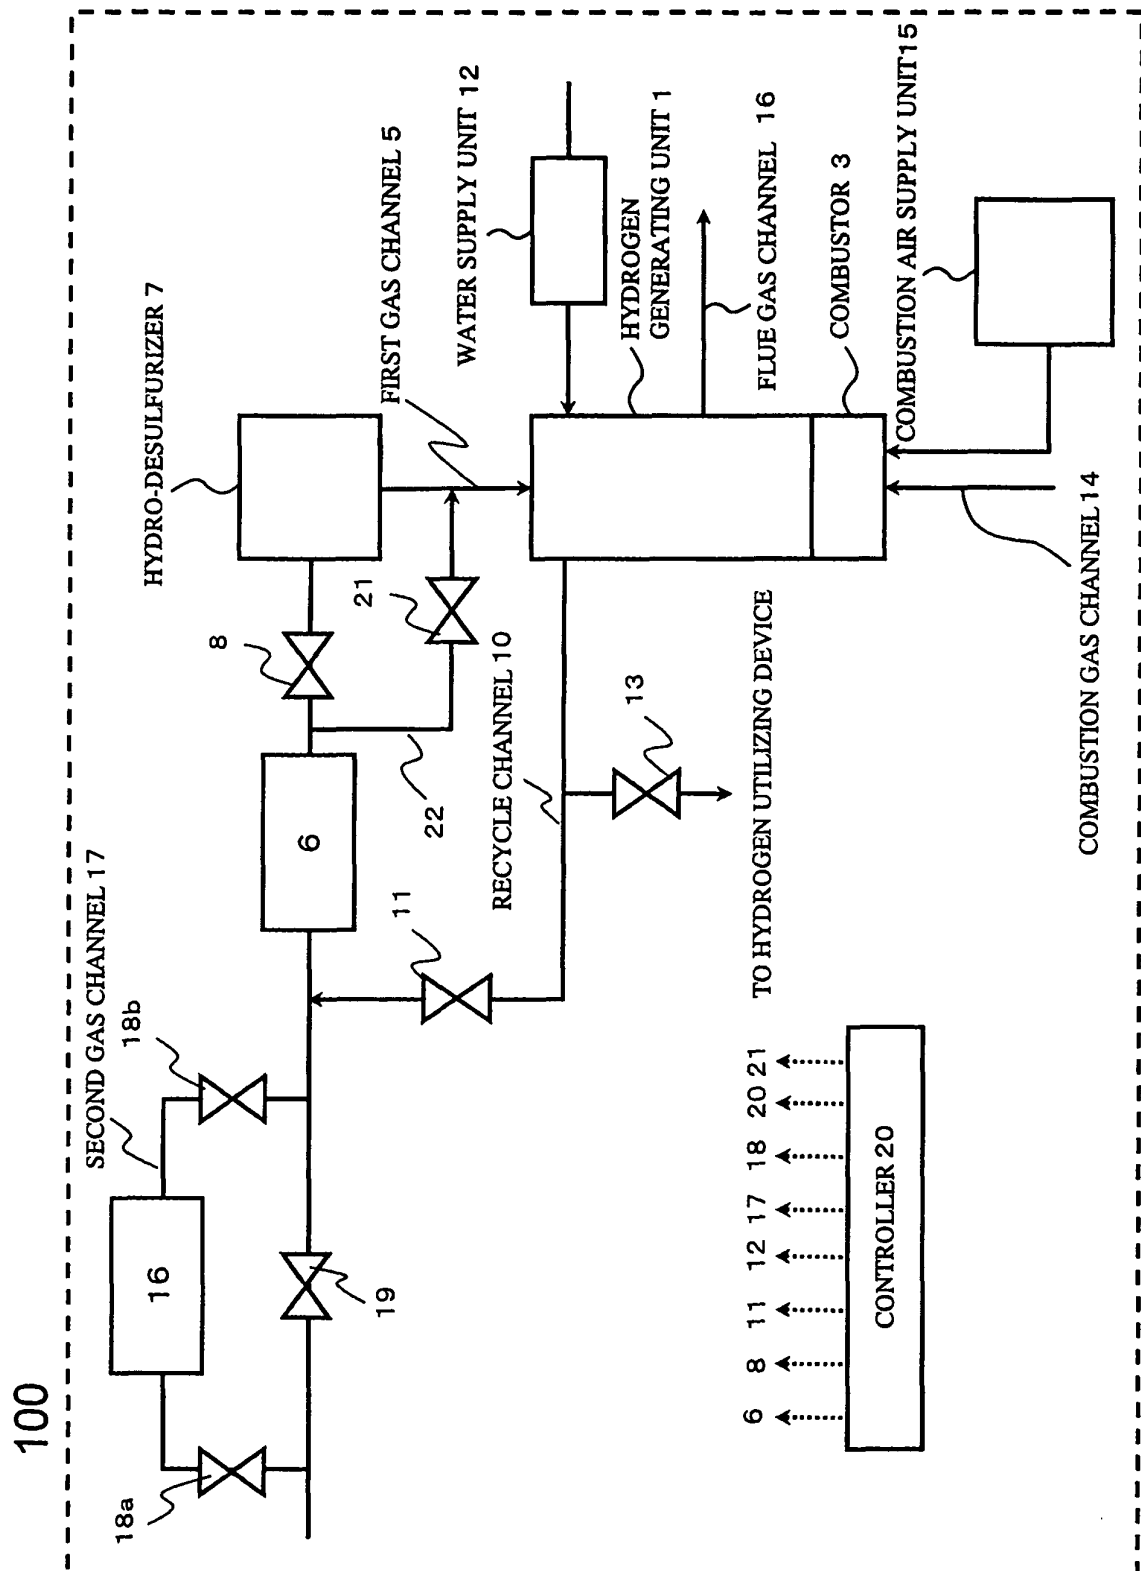 100
HYDRO-DESULFURIZER 7
FIRST GAS CHANNEL 5
WATER SUPPLY UNIT 12
HYDROGEN
GENERATING UNIT 1
FLUE GAS CHANNEL 16
COMBUSTOR 3
COMBUSTION AIR SUPPLY UNIT15
SECOND GAS CHANNEL 17
18a
16
18b
19
6
8
22
21
11
RECYCLE CHANNEL 10
13
TO HYDROGEN UTILIZING DEVICE
COMBUSTION GAS CHANNEL 14
6 8 11 12 17 18 20 21
CONTROLLER 20